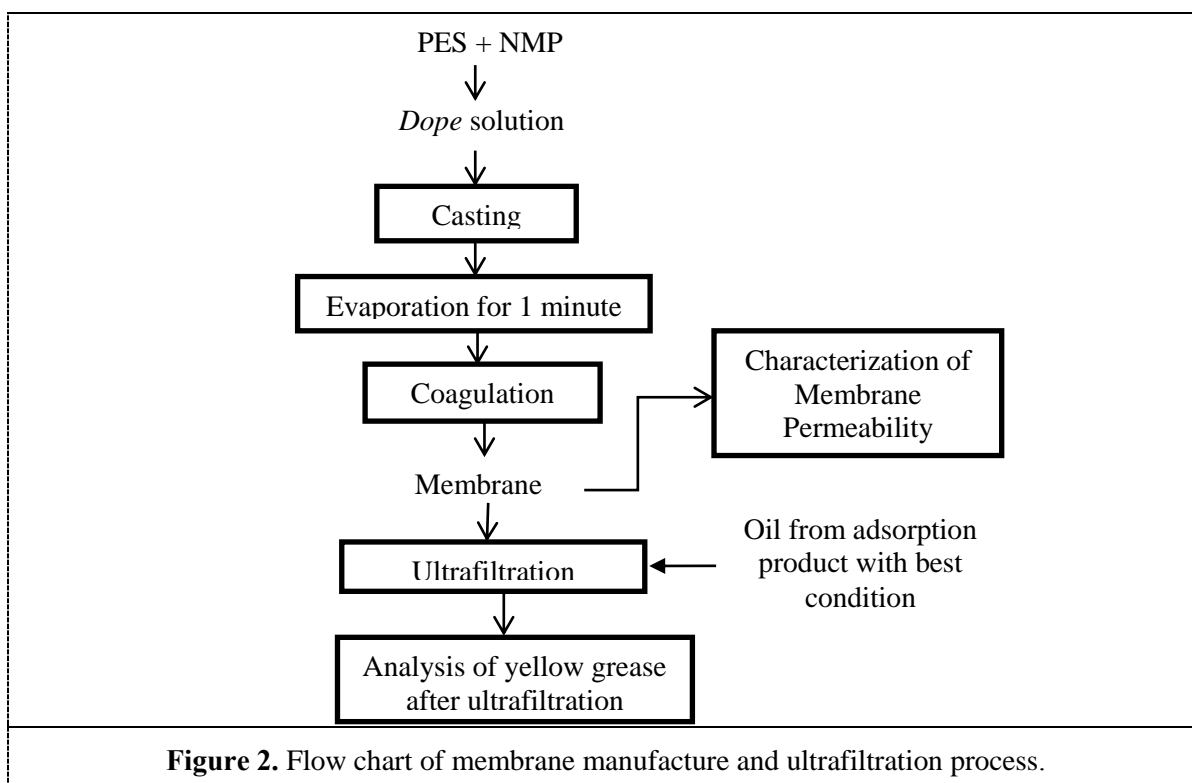 PES + NMP
Dope solution
Casting
Evaporation for 1 minute
Coagulation
Characterization of
Membrane
Permeability
Membrane
Oil from adsorption
product with best
condition
Ultrafiltration
Analysis of yellow grease
after ultrafiltration
Figure 2. Flow chart of membrane manufacture and ultrafiltration process.